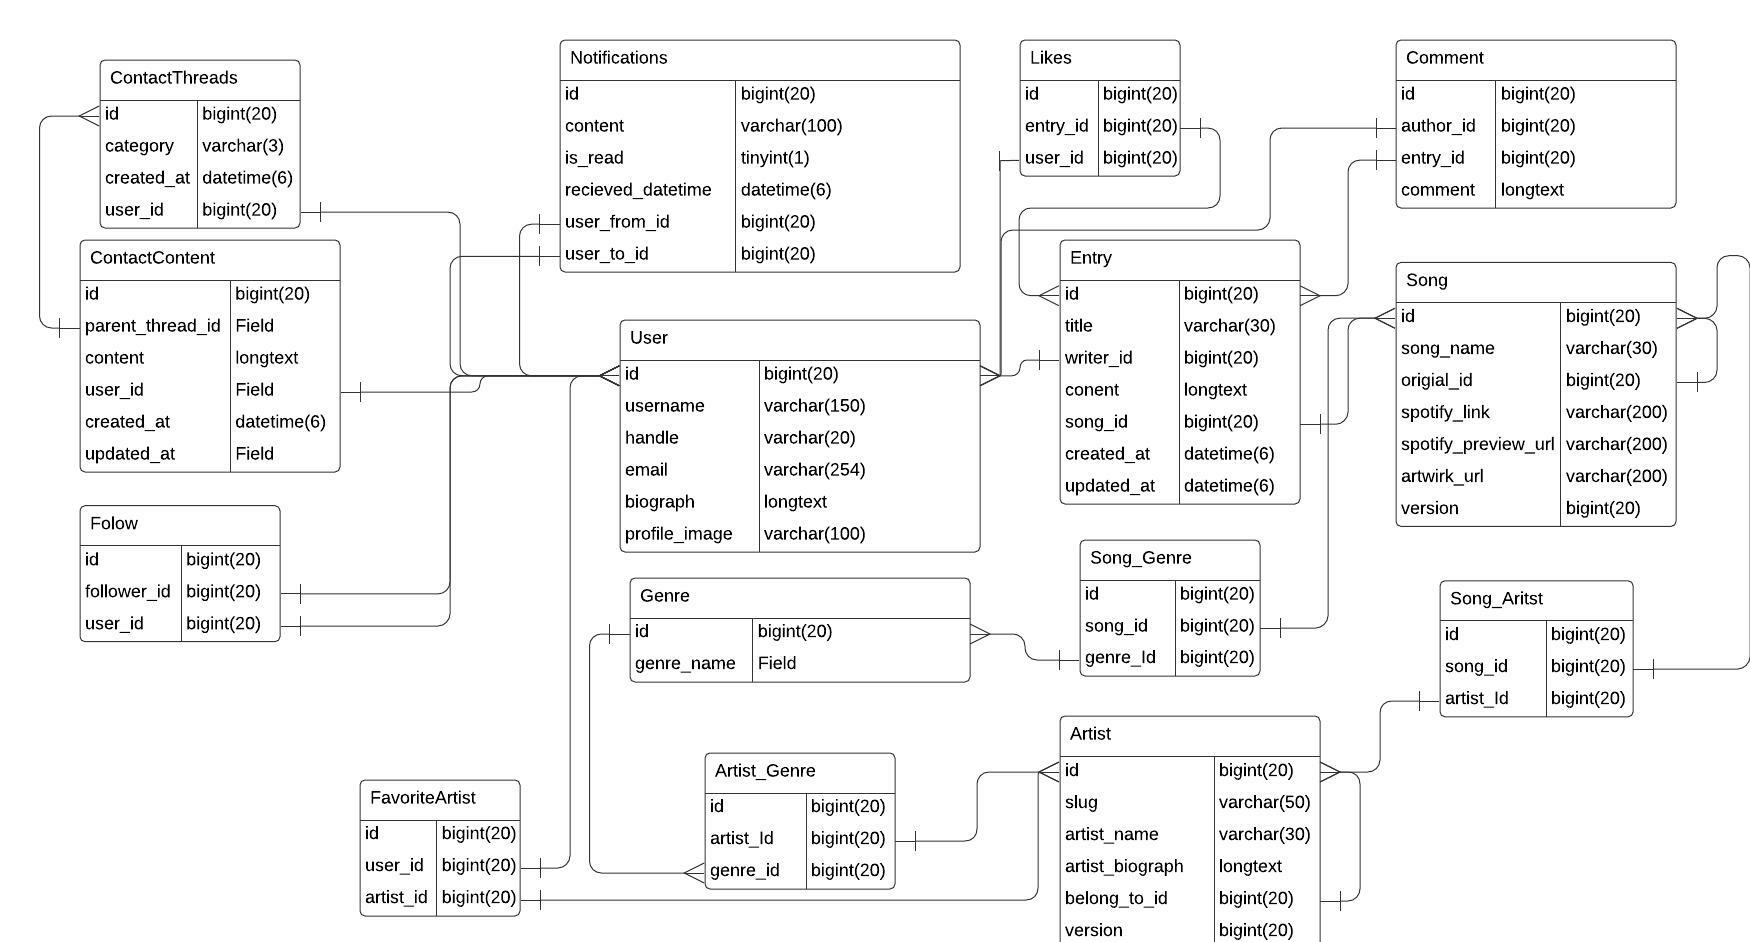 ContactThreads
id bigint(20)
category varchar(3)
created_at datetime(6)
user_id bigint(20)
Notifications
id bigint(20)
content varchar(100)
is_read tinyint(1)
recieved_datetime datetime(6)
user_from_id bigint(20)
user_to_id bigint(20)
Likes
id bigint(20)
entry_id bigint(20)
user_id bigint(20)
Comment
id bigint(20)
author_id bigint(20)
entry_id bigint(20)
comment longtext
ContactContent
id bigint(20)
parent_thread_id Field
content longtext
user_id Field
created_at datetime(6)
updated_at Field
User
id bigint(20)
username varchar(150)
handle varchar(20)
email varchar(254)
biograph longtext
profile_image varchar(100)
Entry
id bigint(20)
title varchar(30)
writer_id bigint(20)
conent longtext
song_id bigint(20)
created_at datetime(6)
updated_at datetime(6)
Song
id bigint(20)
song_name varchar(30)
origial_id bigint(20)
spotify_link varchar(200)
spotify_preview_url varchar(200)
artwirk_url varchar(200)
version bigint(20)
Folow
id bigint(20)
follower_id bigint(20)
user_id bigint(20)
Genre
id bigint(20)
genre_name Field
Song_Genre
id bigint(20)
song_id bigint(20)
genre_Id bigint(20)
Song_Aritst
id bigint(20)
song_id bigint(20)
artist_Id bigint(20)
FavoriteArtist
id bigint(20)
user_id bigint(20)
artist_id bigint(20)
Artist_Genre
id bigint(20)
artist_Id bigint(20)
genre_id bigint(20)
Artist
id bigint(20)
slug varchar(50)
artist_name varchar(30)
artist_biograph longtext
belong_to_id bigint(20)
version bigint(20)